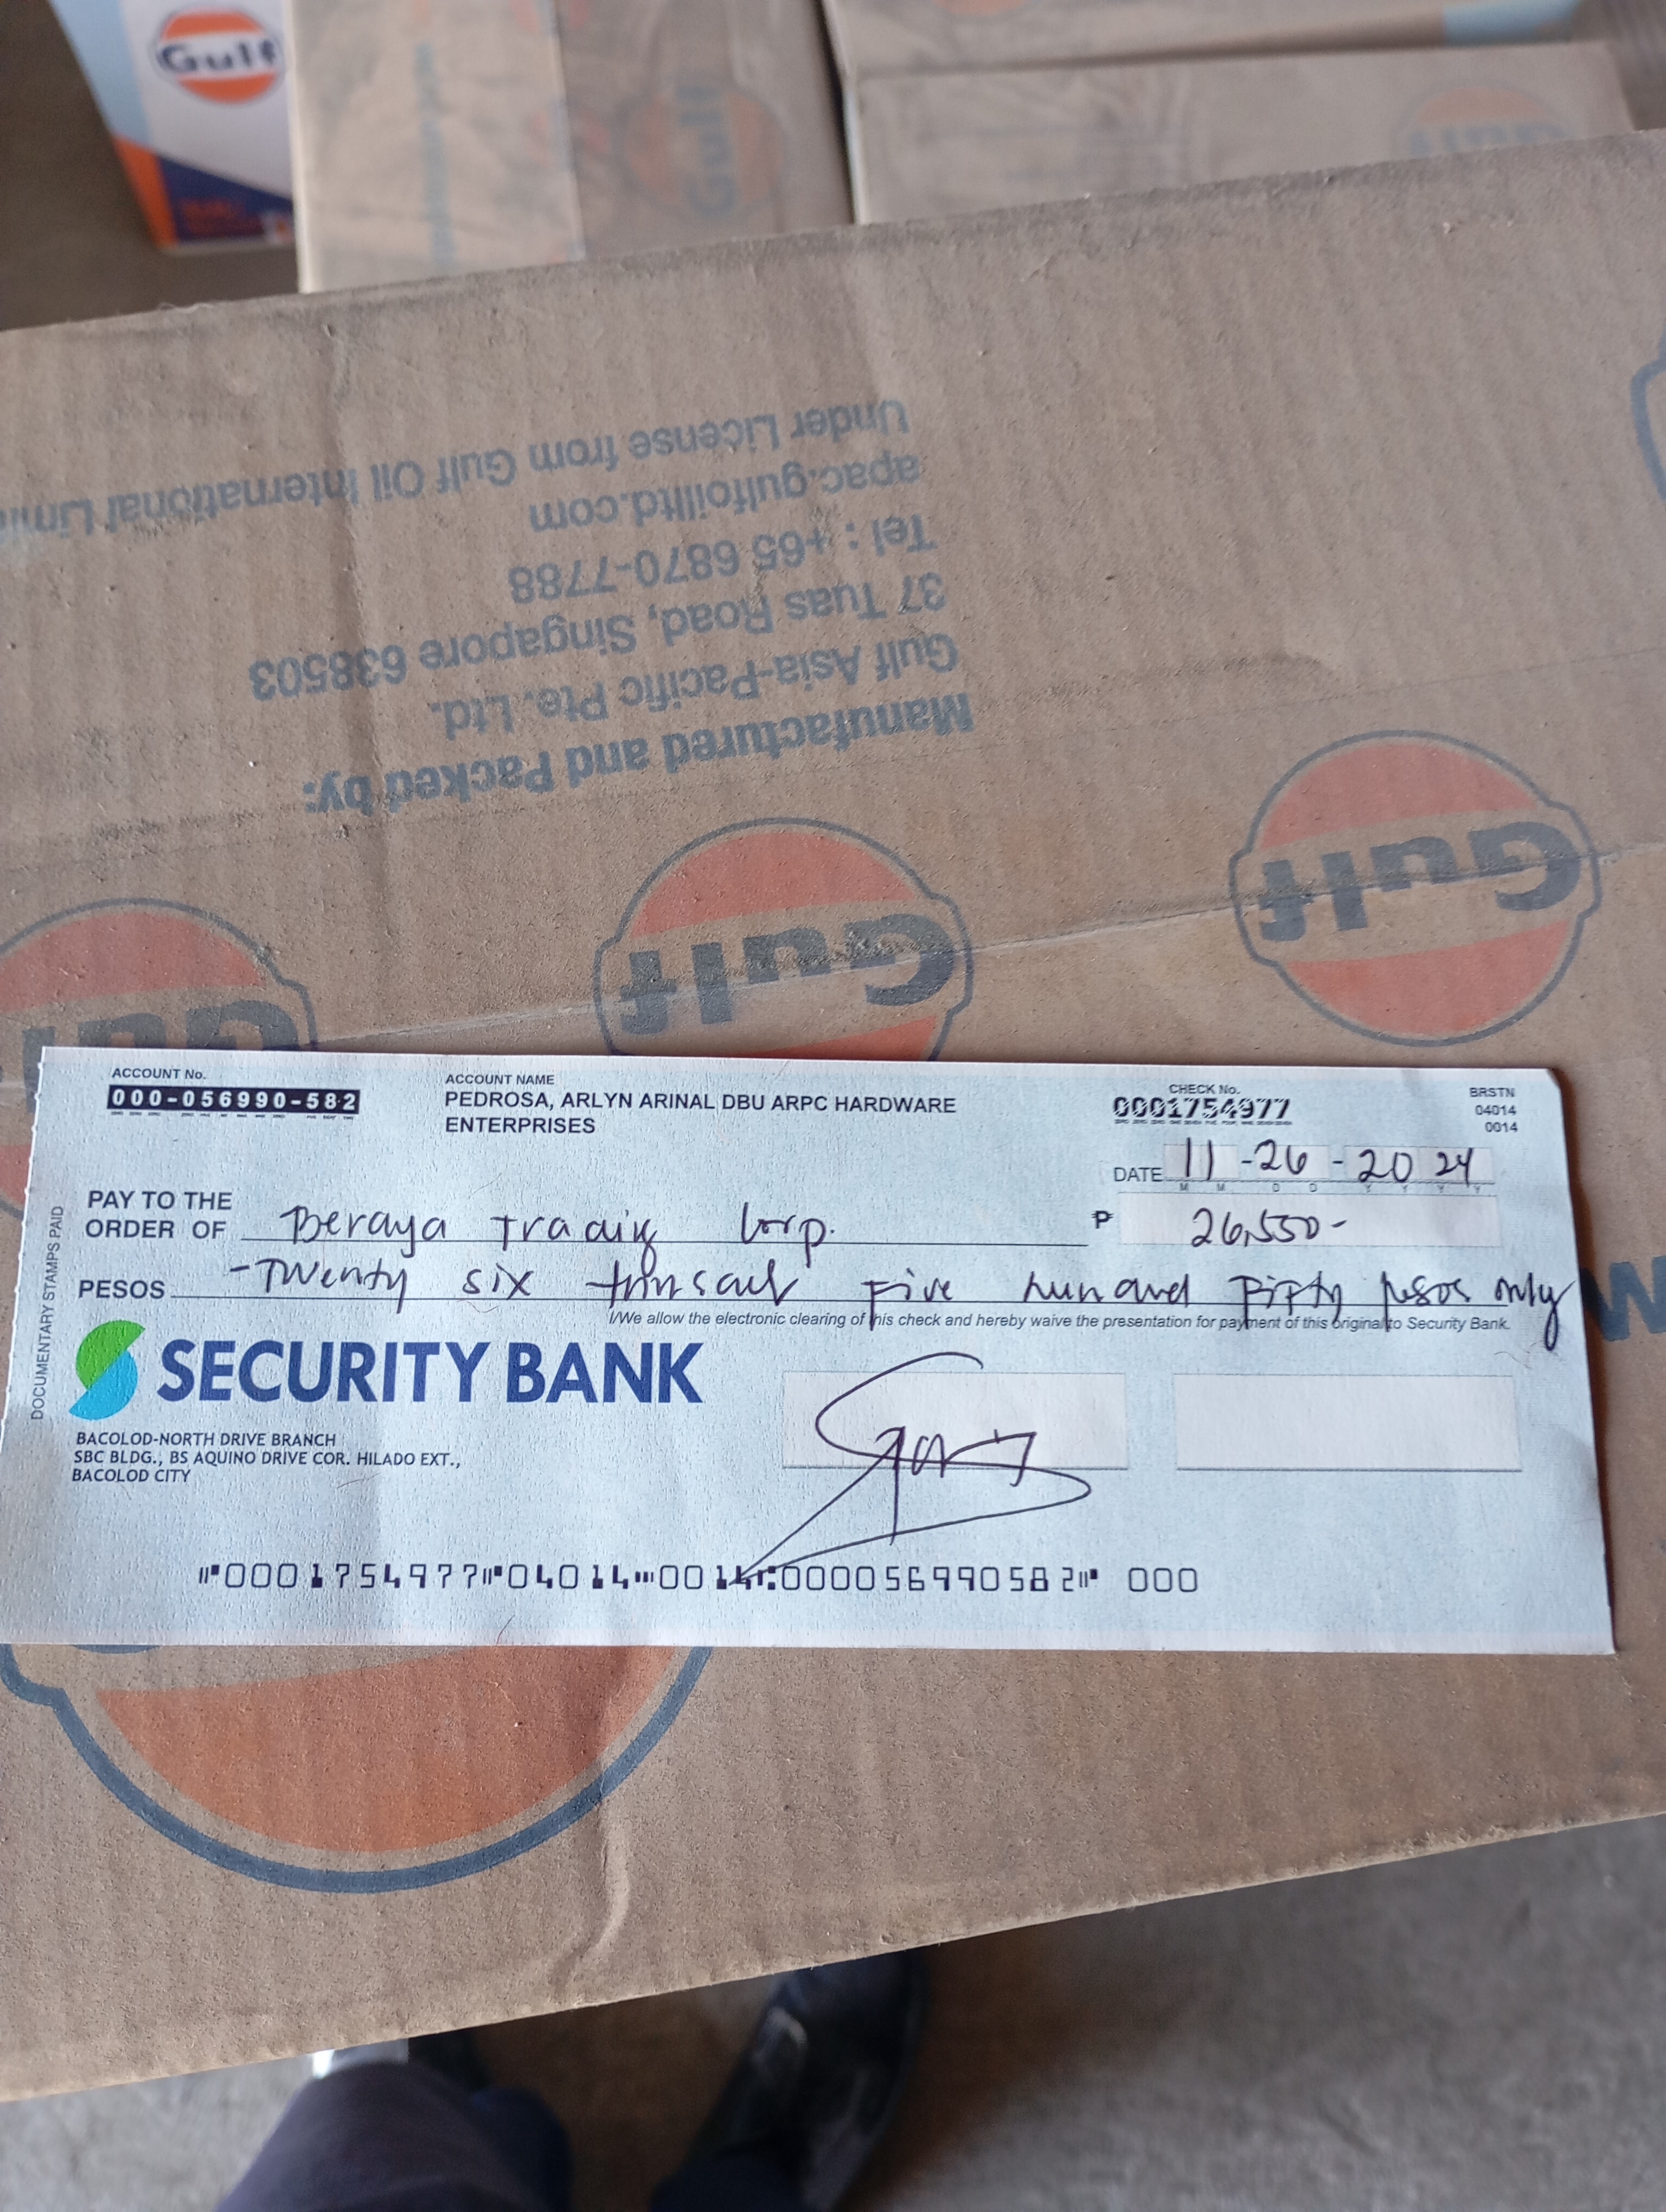 Gulf
Gulf
Under License from Gulf Oil International Limi
apac.gulfoilltd.com
Tel : +65 6870-7788
37 Tuas Road, Singapore 638503
Gulf Asia-Pacific Pte. Ltd.
Manufactured and Packed by:
Gulf
Gulf
Gul
ACCOUNT No.
000-056990-582
ACCOUNT NAME
PEDROSA, ARLYN ARINAL DBU ARPC HARDWARE
ENTERPRISES
CHECK No.
0001754977
BRSTN
04014
0014
DATE 11-26-2024
M M D D Y Y Y Y
PAY TO THE
ORDER OF Beraya Trading Corp.
₱ 26,550-
PESOS -Twenty six thousand five hundred fifty pesos only
I/We allow the electronic clearing of this check and hereby waive the presentation for payment of this original to Security Bank.
DOCUMENTARY STAMPS PAID
SECURITY BANK
BACOLOD-NORTH DRIVE BRANCH
SBC BLDG., BS AQUINO DRIVE COR. HILADO EXT.,
BACOLOD CITY
⑈0001754977⑈04014⑉0014⑆000056990582⑈ 000